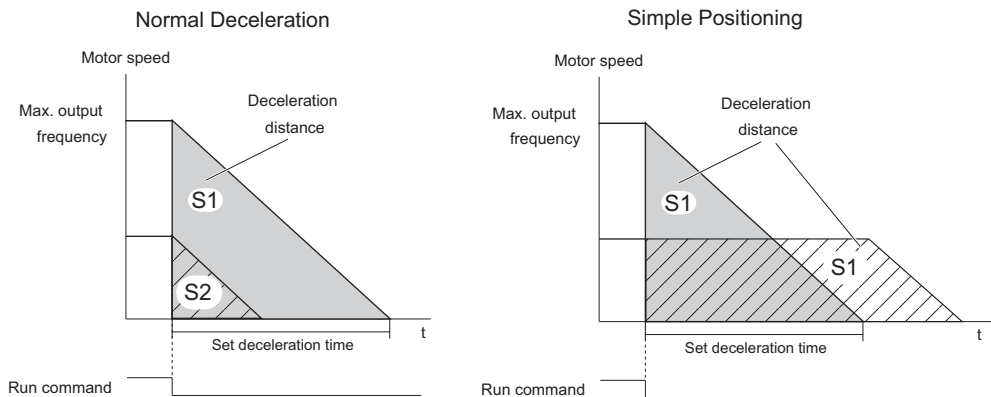 Normal Deceleration
Motor speed
Max. output
frequency
Deceleration
distance
S1
S2
t
Set deceleration time
Run command
Simple Positioning
Motor speed
Max. output
frequency
Deceleration
distance
S1
S1
t
Set deceleration time
Run command